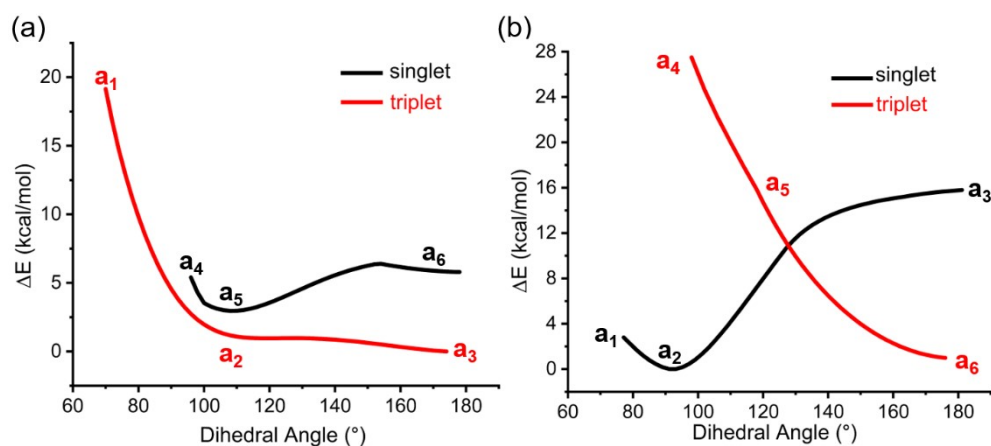 (a)
20
15
10
5
0
ΔE (kcal/mol)
60 80 100 120 140 160 180
Dihedral Angle (°)
singlet
triplet
a₁
a₄
a₅
a₆
a₂
a₃
(b)
28
24
20
16
12
8
4
0
ΔE (kcal/mol)
60 80 100 120 140 160 180
Dihedral Angle (°)
singlet
triplet
a₄
a₅
a₃
a₁
a₂
a₆